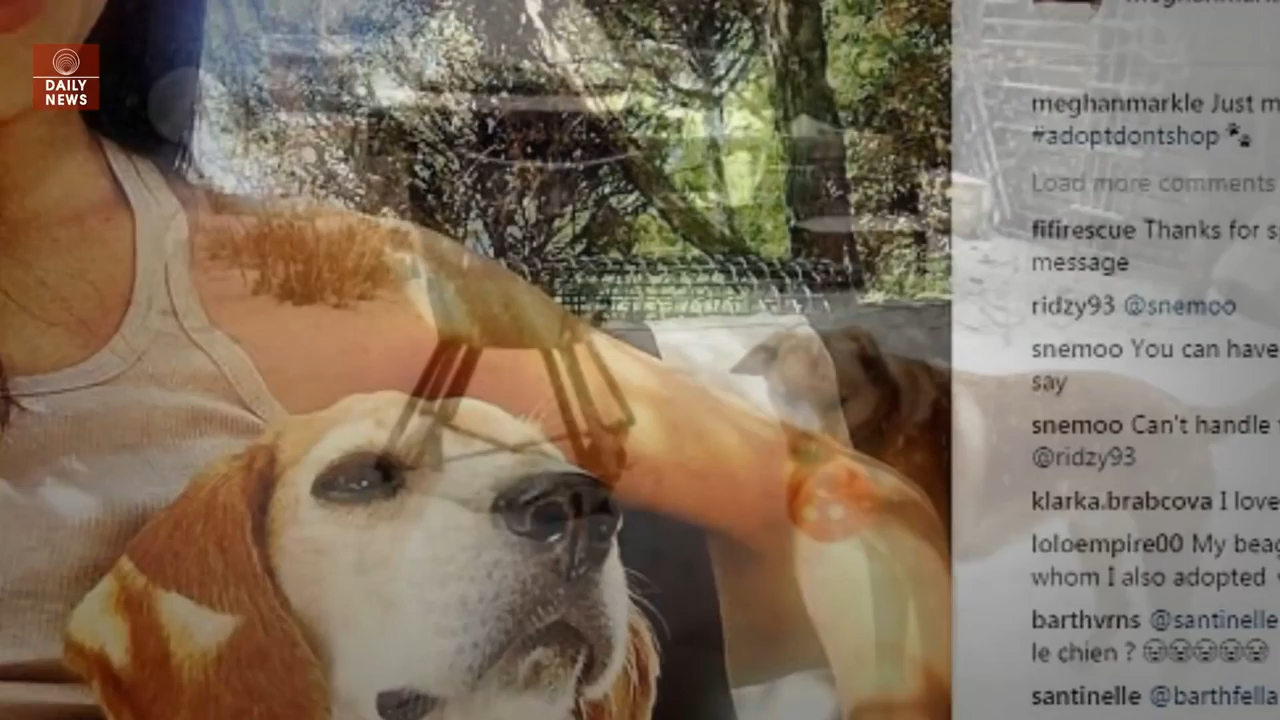 DAILY
NEWS
meghanmarkle Just m
#adoptdontshop 🐾
Load more comments
fifirescue Thanks for s
message
ridzy93 @snemoo
snemoo You can have
say
snemoo Can't handle
@ridzy93
klarka.brabcova I love
loloempire00 My beag
whom I also adopted
barthvrns @santinelle
le chien ? 😢😢😢😢😢
santinelle @barthfella